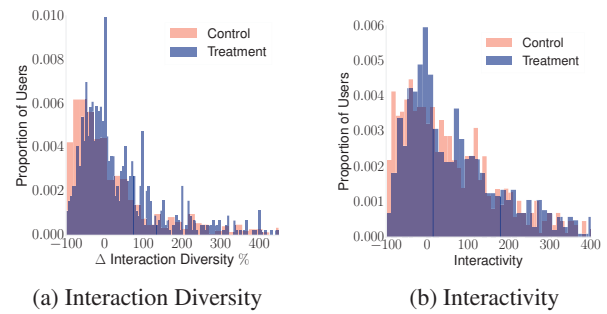 0.010
0.008
0.006
0.004
0.002
0.000
Proportion of Users
Control
Treatment
−100 0 100 200 300 400
Δ Interaction Diversity %
(a) Interaction Diversity
0.006
0.005
0.004
0.003
0.002
0.001
0.000
Proportion of Users
Control
Treatment
−100 0 100 200 300 400
Interactivity
(b) Interactivity